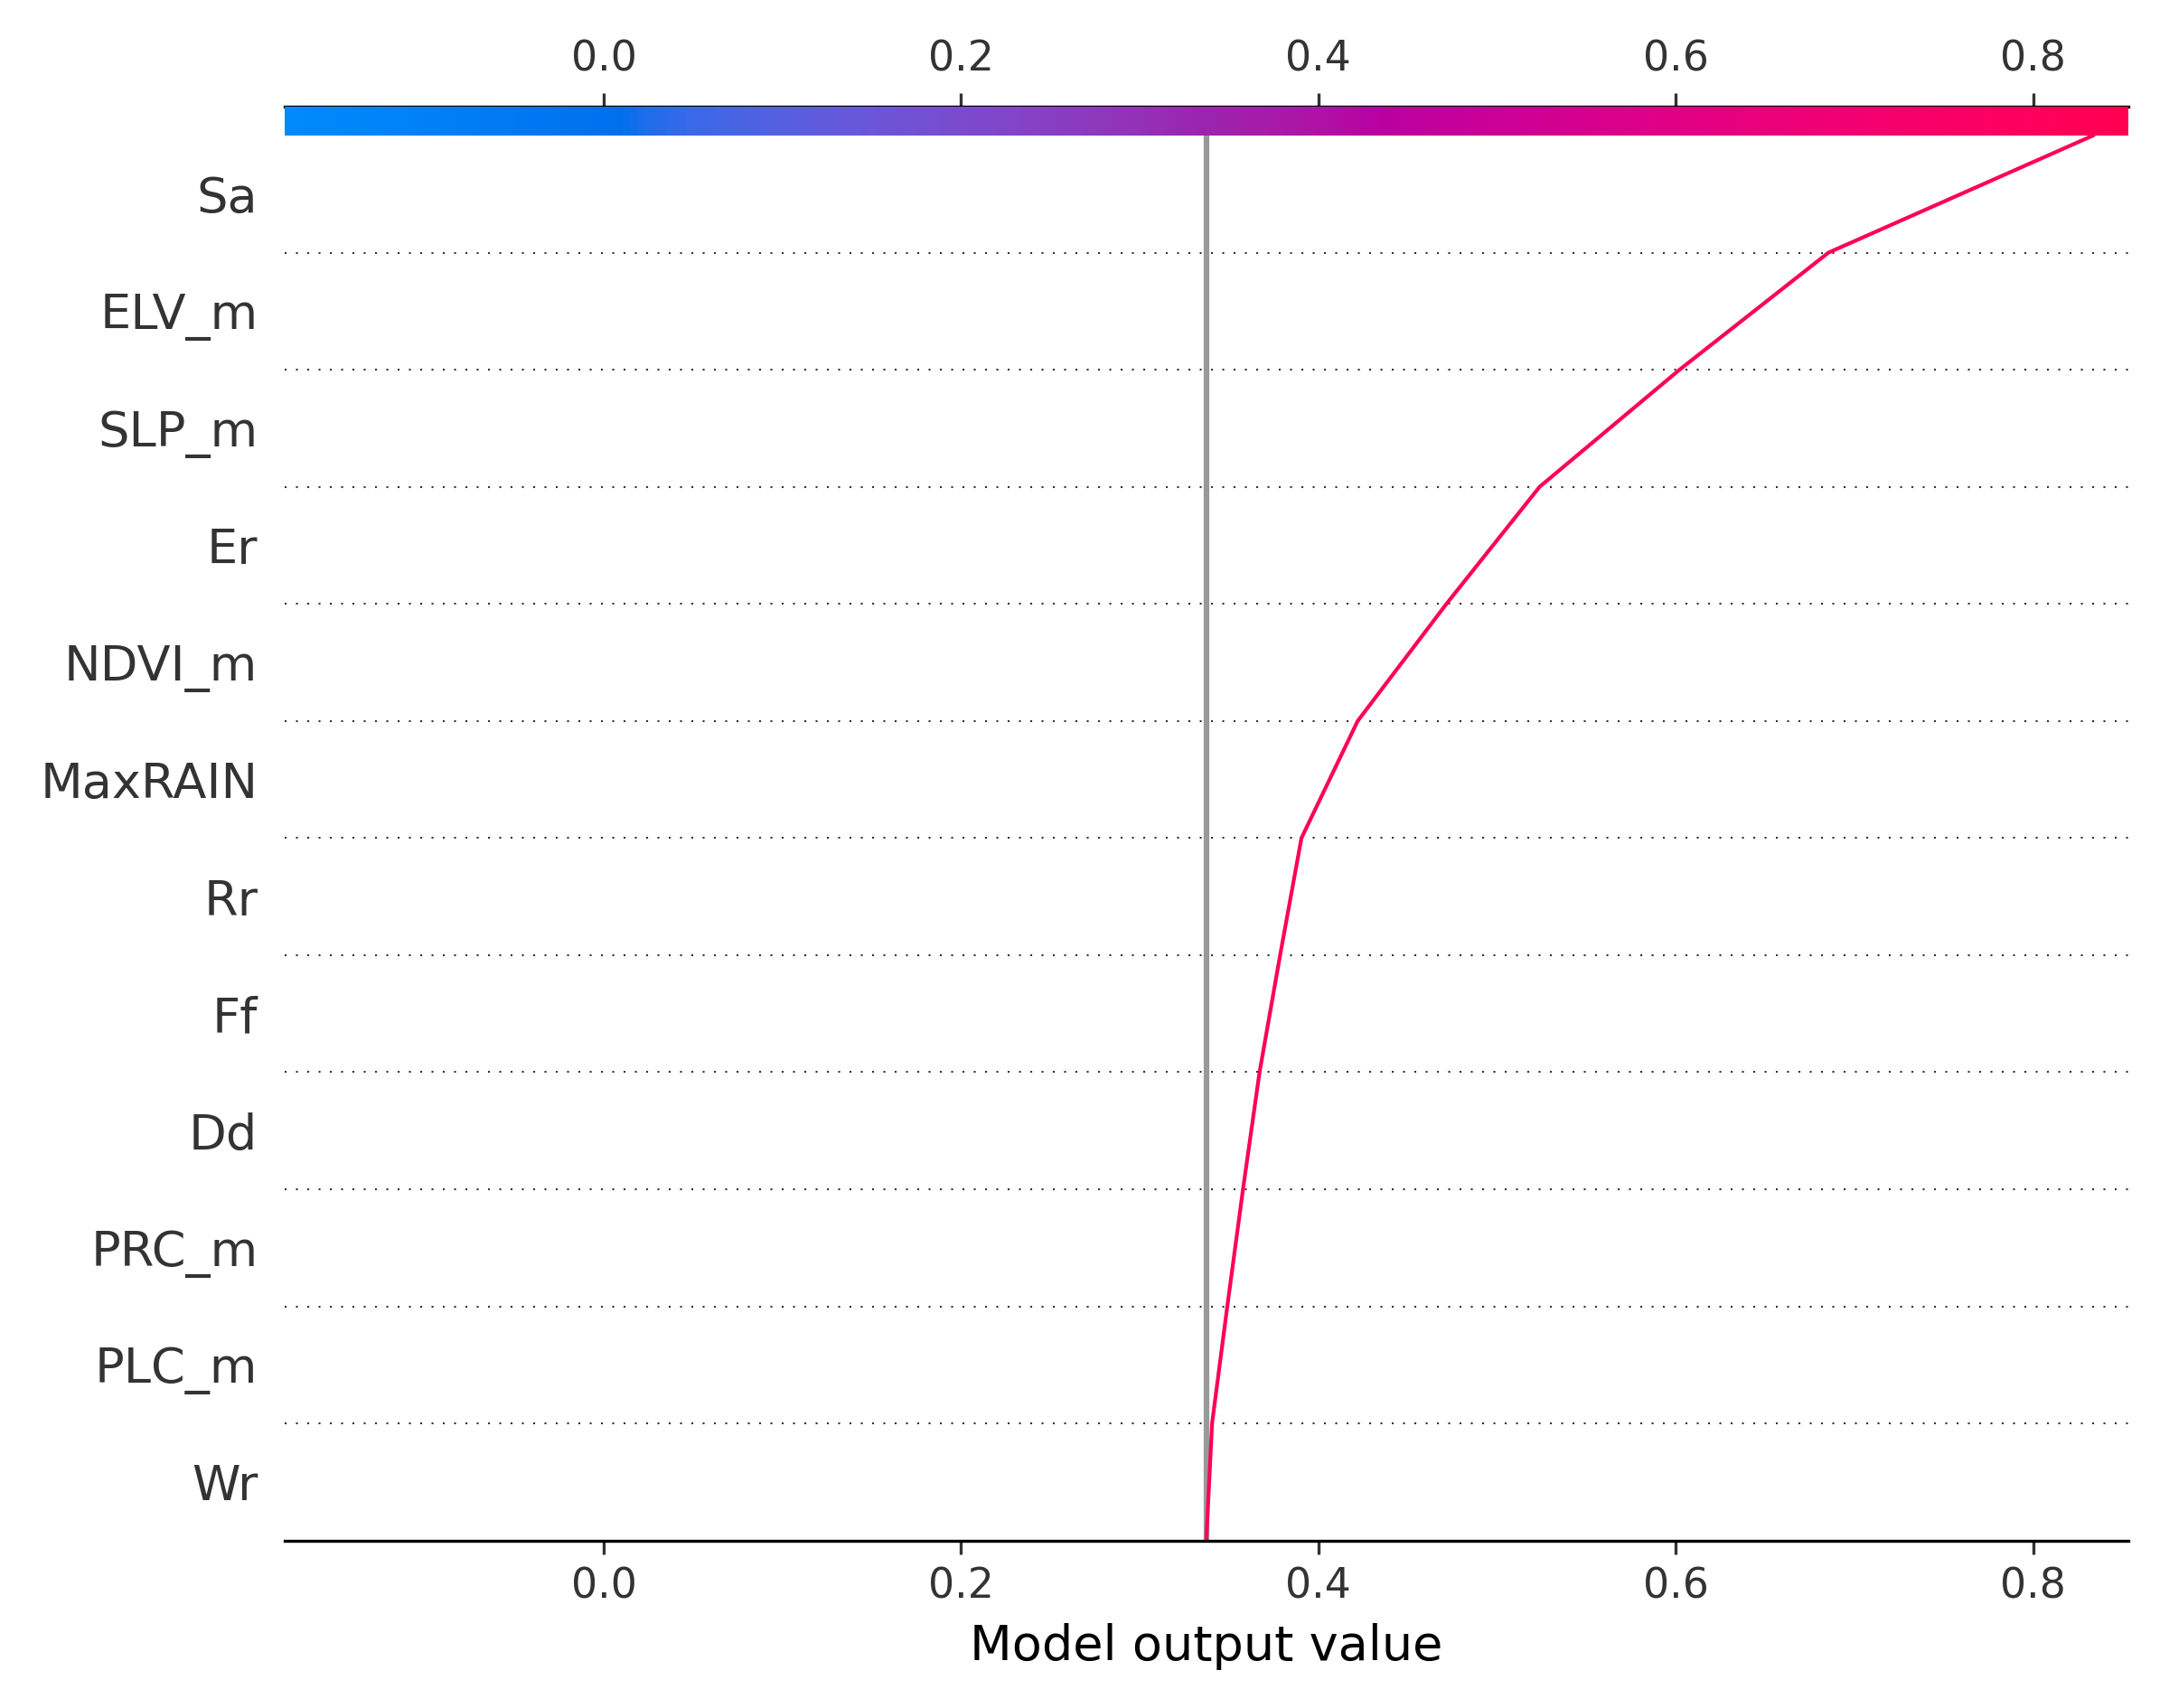 0.0 0.2 0.4 0.6 0.8
Sa
ELV_m
SLP_m
Er
NDVI_m
MaxRAIN
Rr
Ff
Dd
PRC_m
PLC_m
Wr
0.0 0.2 0.4 0.6 0.8
Model output value